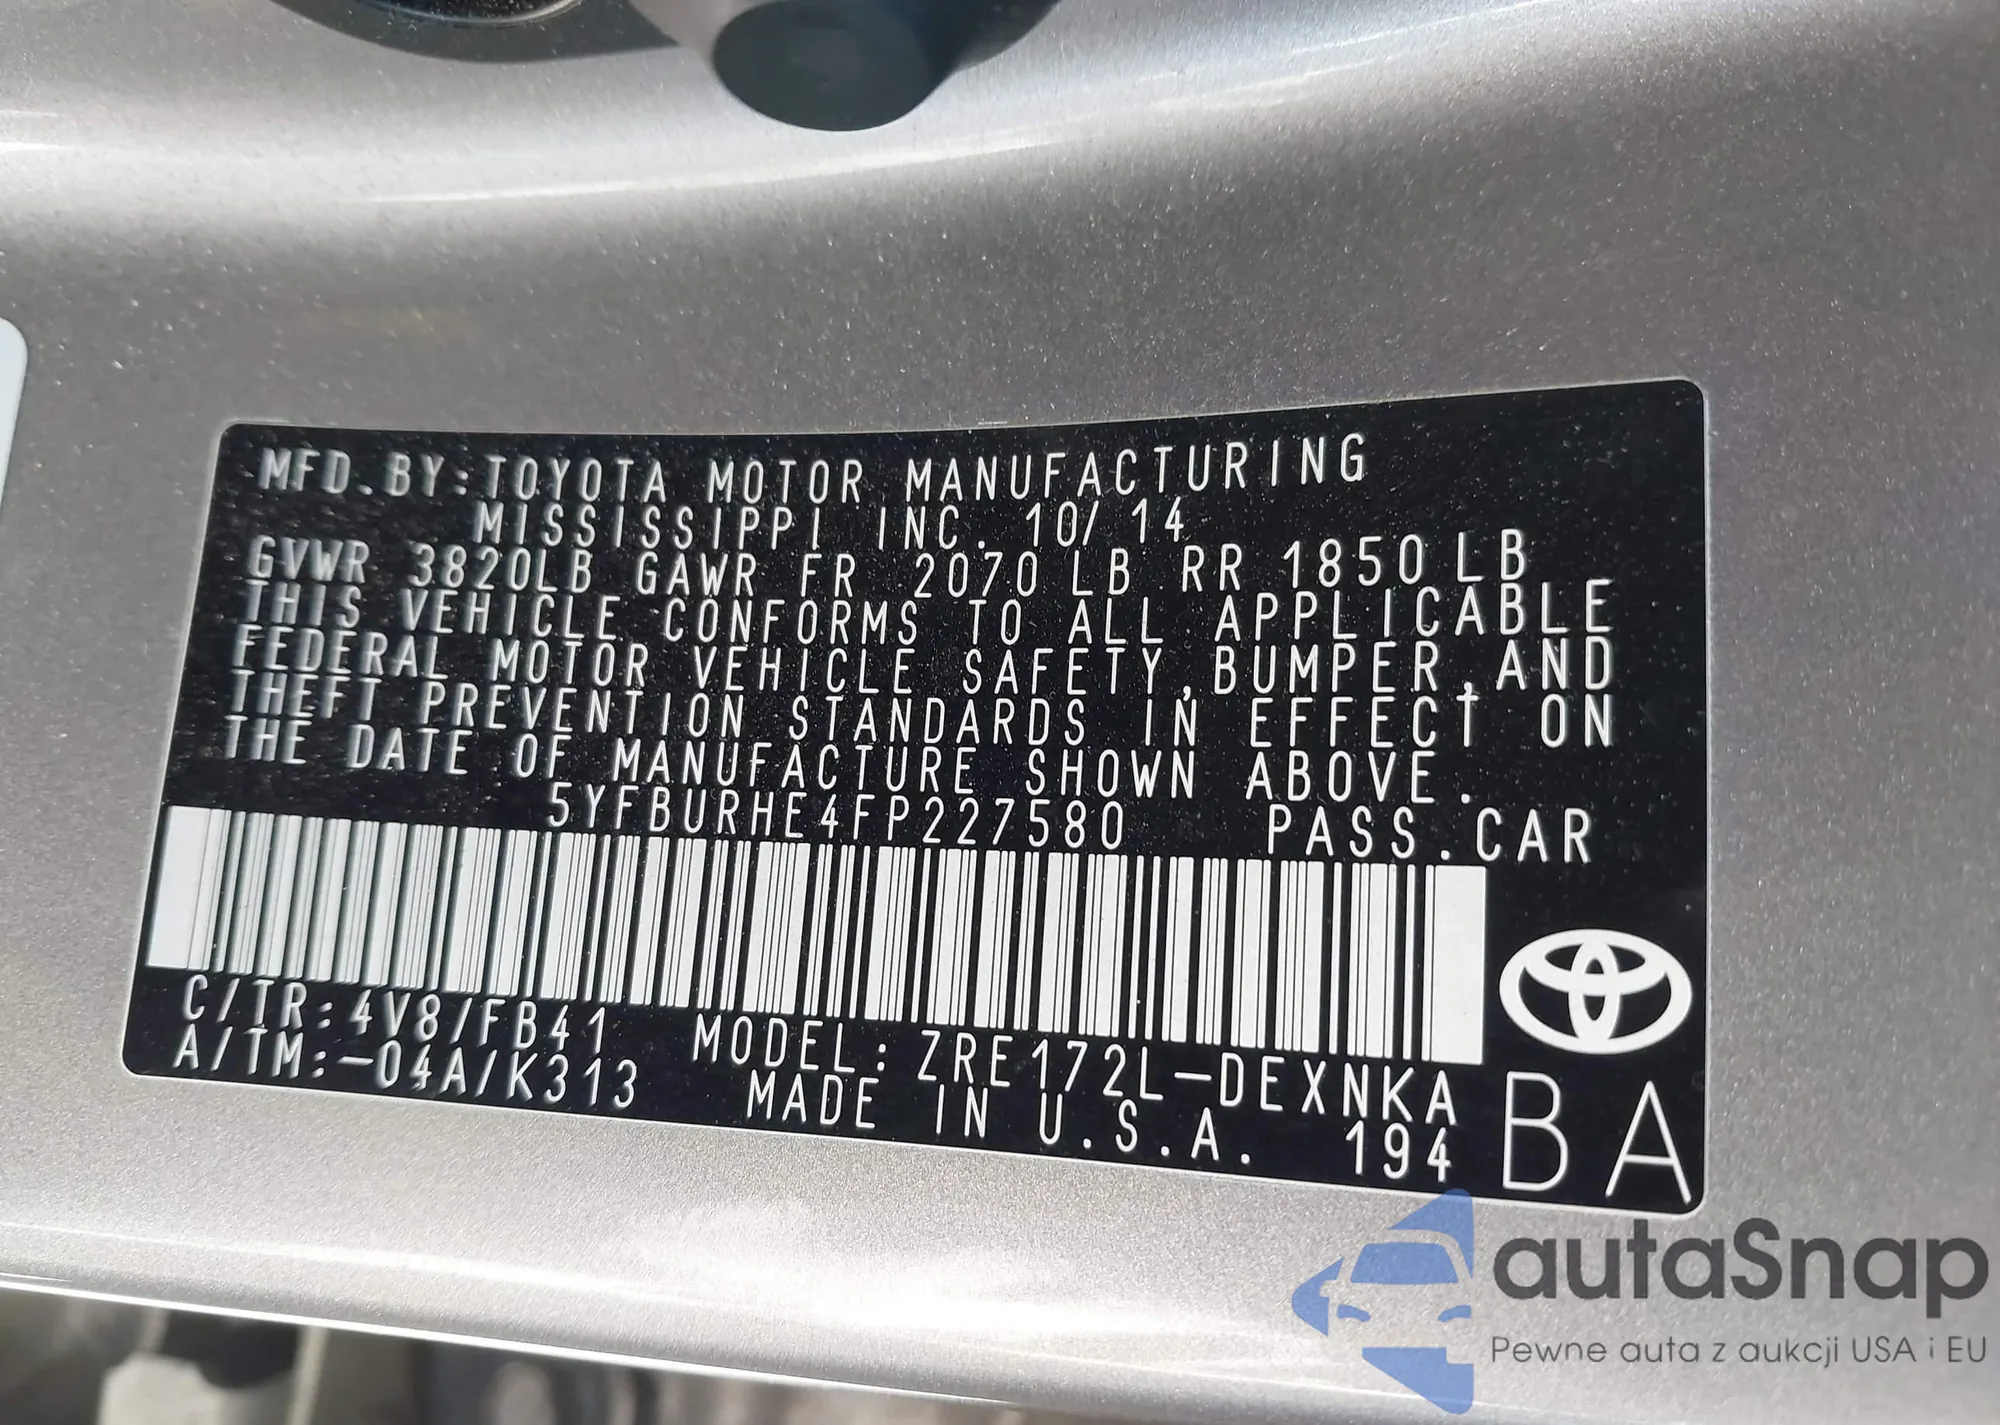 MFD.BY:TOYOTA MOTOR MANUFACTURING
MISSISSIPPI INC. 10/14
GVWR 3820LB GAWR FR 2070LB RR 1850LB
THIS VEHICLE CONFORMS TO ALL APPLICABLE
FEDERAL MOTOR VEHICLE SAFETY,BUMPER,AND
THEFT PREVENTION STANDARDS IN EFFECT ON
THE DATE OF MANUFACTURE SHOWN ABOVE.
5YFBURHE4FP227580 PASS.CAR
C/TR:4V8/FB41 MODEL:ZRE172L-DEXNKA
A/TM:-04A/K313 MADE IN U.S.A. 194
BA
autaSnap
Pewne auta z aukcji USA i EU